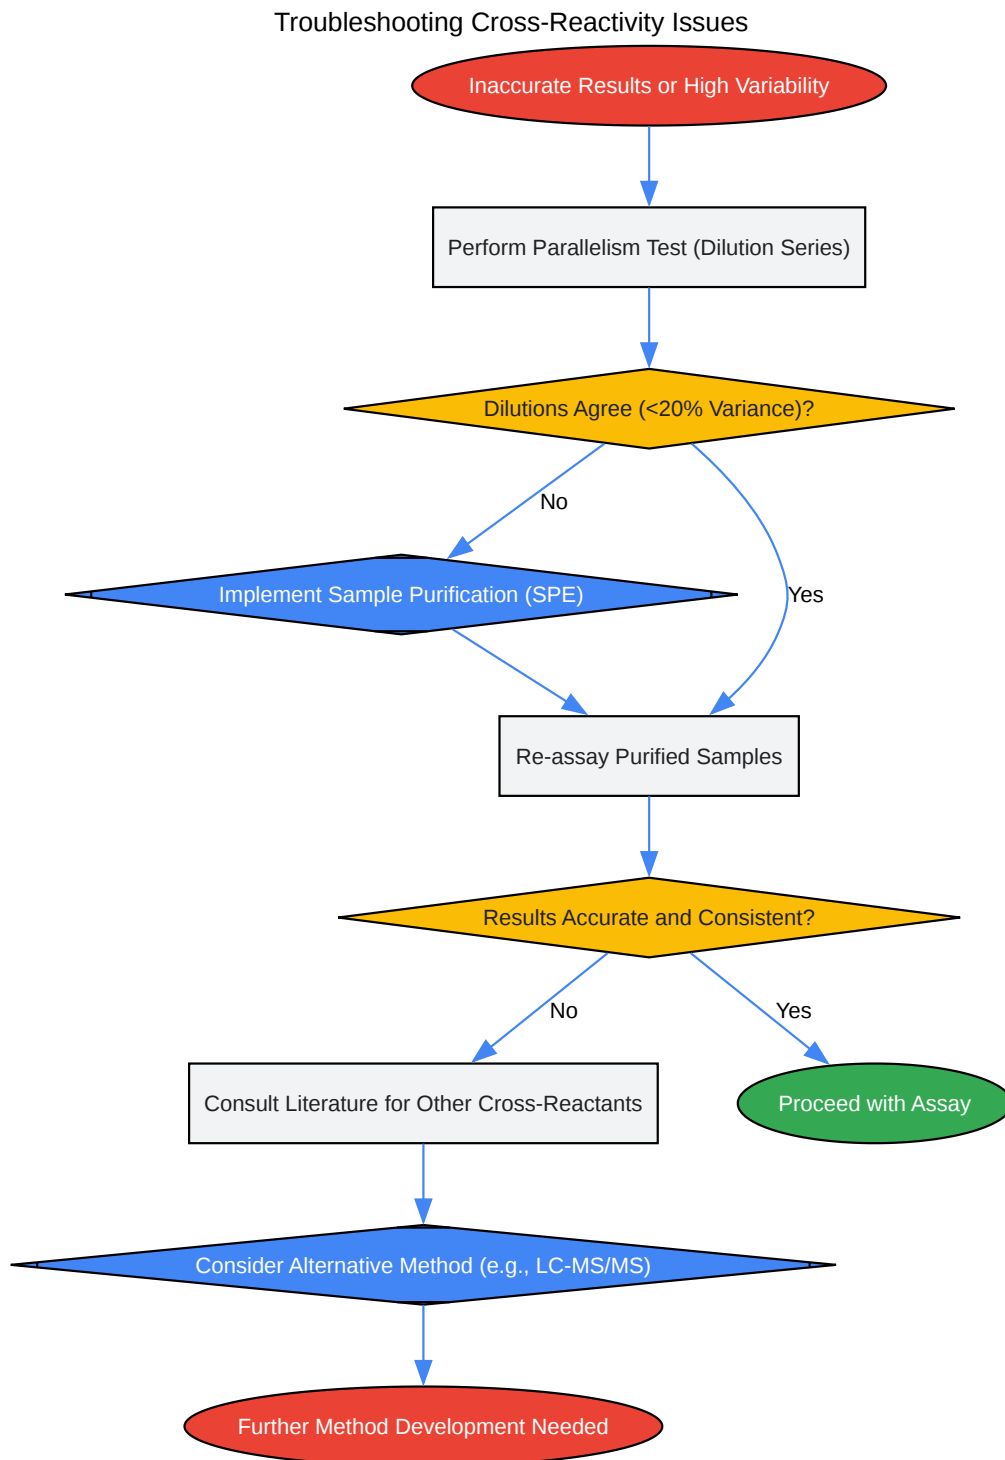 Troubleshooting Cross-Reactivity Issues
Inaccurate Results or High Variability
Perform Parallelism Test (Dilution Series)
Dilutions Agree (<20% Variance)?
No
Implement Sample Purification (SPE)
Yes
Re-assay Purified Samples
Results Accurate and Consistent?
No
Yes
Consult Literature for Other Cross-Reactants
Proceed with Assay
Consider Alternative Method (e.g., LC-MS/MS)
Further Method Development Needed